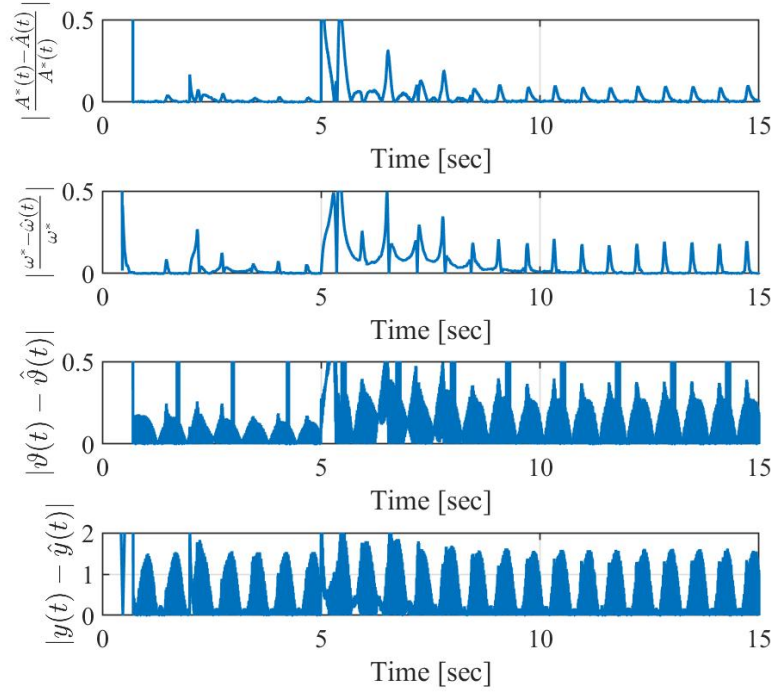 |A*(t)−Â(t)/A*(t)|
0.5
0
0 5 10 15
Time [sec]
|ω*−ω̂(t)/ω*|
0.5
0
0 5 10 15
Time [sec]
|ϑ(t) − ϑ̂(t)|
0.5
0
0 5 10 15
Time [sec]
|y(t) − ŷ(t)|
2
1
0
0 5 10 15
Time [sec]